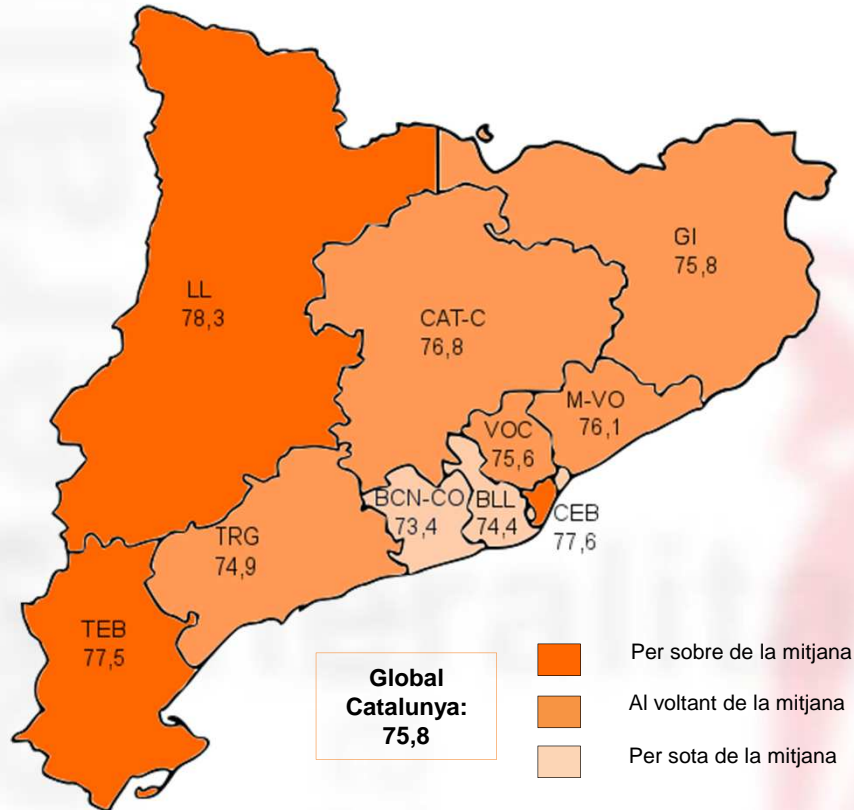 GI
75,8
LL
78,3
CAT-C
76,8
M-VO
76,1
VOC
75,6
BCN-CO
73,4
BLL
74,4
CEB
77,6
TRG
74,9
TEB
77,5
Global
Catalunya:
75,8
Per sobre de la mitjana
Al voltant de la mitjana
Per sota de la mitjana